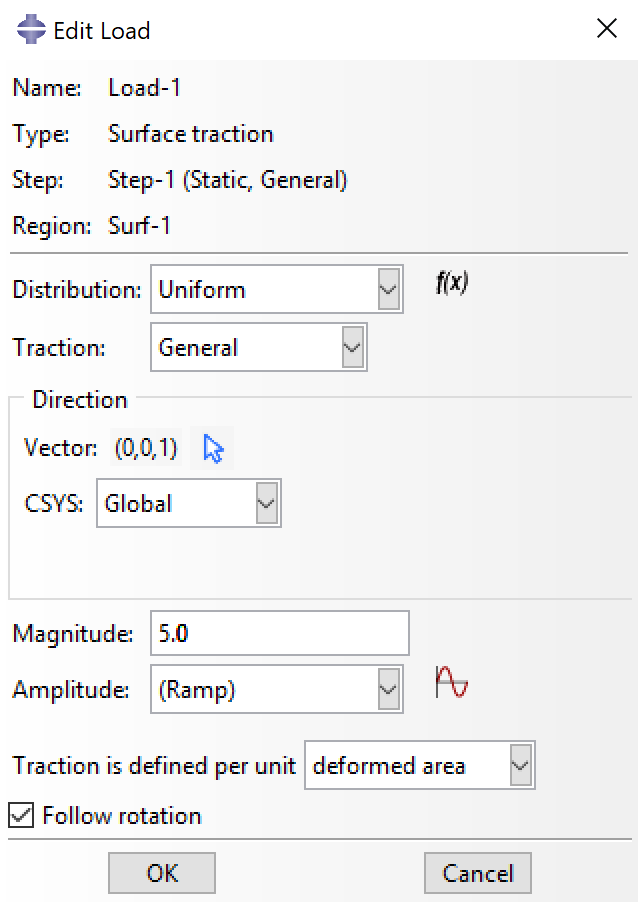 Edit Load
Name: Load-1
Type: Surface traction
Step: Step-1 (Static, General)
Region: Surf-1
Distribution: Uniform f(x)
Traction: General
Direction
Vector: (0,0,1)
CSYS: Global
Magnitude: 5.0
Amplitude: (Ramp)
Traction is defined per unit deformed area
Follow rotation
OK Cancel